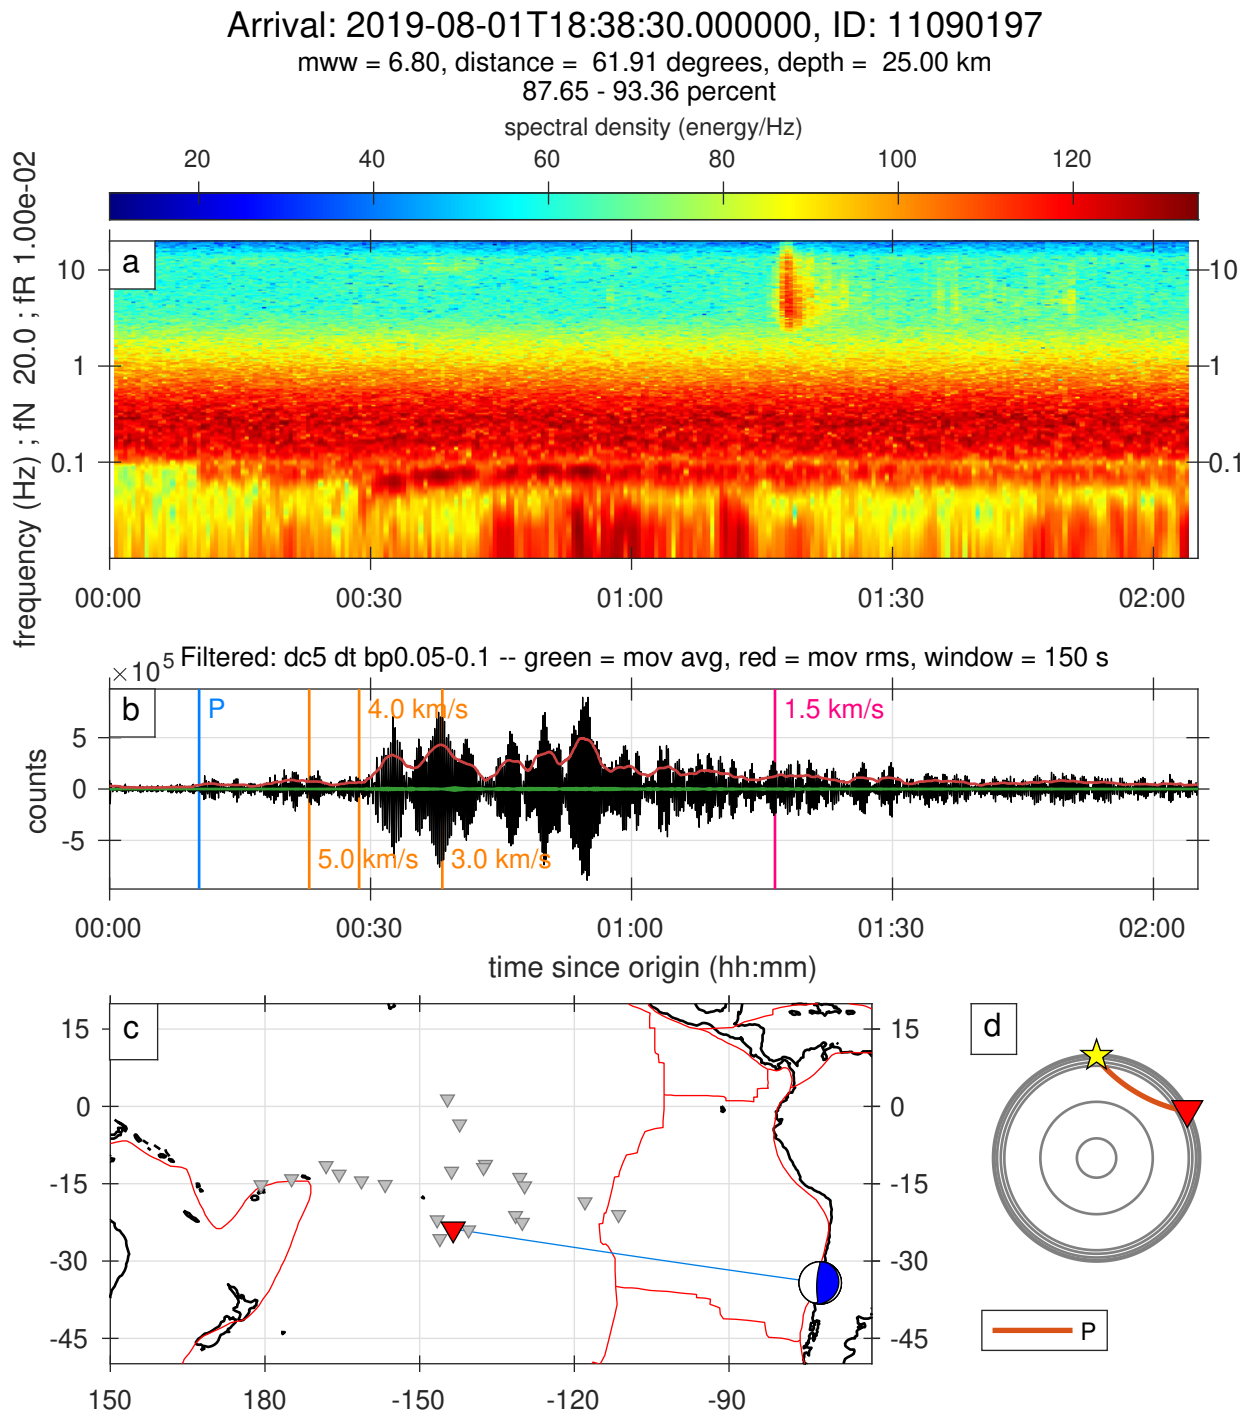 Arrival: 2019-08-01T18:38:30.000000, ID: 11090197
mww = 6.80, distance =  61.91 degrees, depth =  25.00 km
87.65 - 93.36 percent
spectral density (energy/Hz)
20 40 60 80 100 120
frequency (Hz) ; fN  20.0 ; fR 1.00e-02
a
10 10
1 1
0.1 0.1
00:00 00:30 01:00 01:30 02:00
×10^5 Filtered: dc5 dt bp0.05-0.1 -- green = mov avg, red = mov rms, window = 150 s
b
P 4.0 km/s 1.5 km/s
5
0
-5
counts
5.0 km/s 3.0 km/s
00:00 00:30 01:00 01:30 02:00
time since origin (hh:mm)
c
d
15 15
0 0
-15 -15
-30 -30
-45 -45
150 180 -150 -120 -90
P